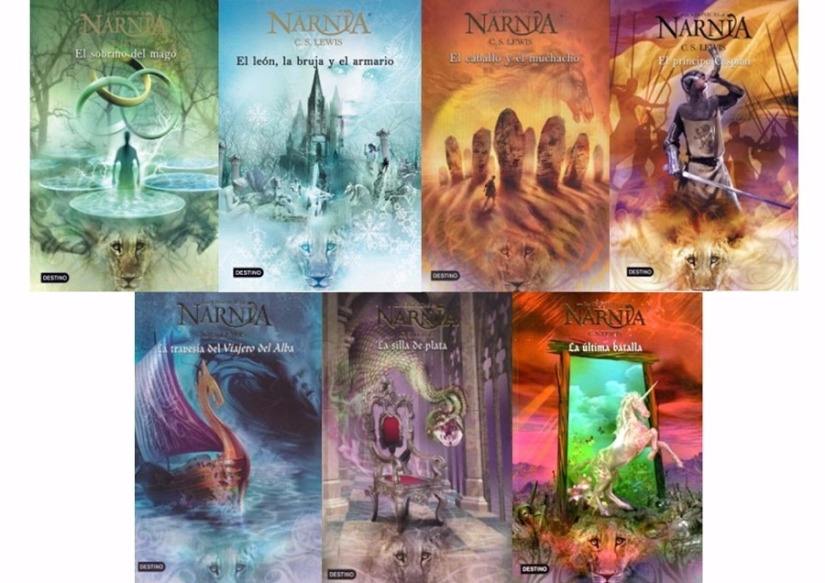 NARNIA
El sobrino del mago
DESTINO
NARNIA
C. S. LEWIS
El león, la bruja y el armario
DESTINO
NARNIA
C. S. LEWIS
El caballo y el muchacho
DESTINO
NARNIA
C. S. LEWIS
El príncipe Caspian
DESTINO
NARNIA
La travesía del Viajero del Alba
DESTINO
NARNIA
La silla de plata
DESTINO
NARNIA
La última batalla
DESTINO